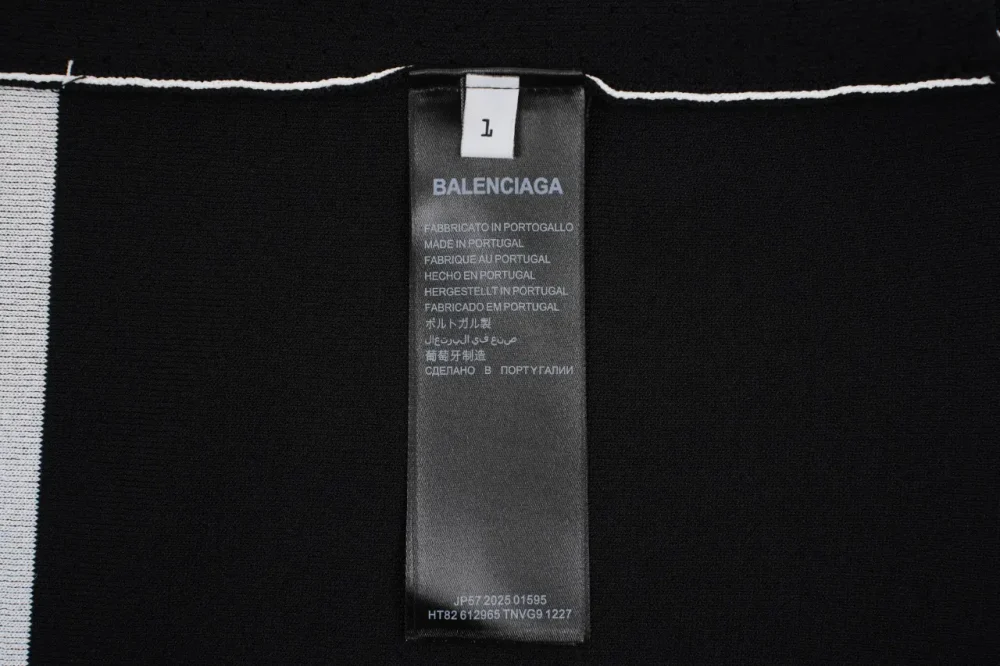 1
BALENCIAGA
FABBRICATO IN PORTOGALLO
MADE IN PORTUGAL
FABRIQUE AU PORTUGAL
HECHO EN PORTUGAL
HERGESTELLT IN PORTUGAL
FABRICADO EM PORTUGAL
ポルトガル製
صنع في البرتغال
葡萄牙制造
СДЕЛАНО В ПОРТУГАЛИИ
JP57 2025 01595
HT82 612965 TNVG9 1227